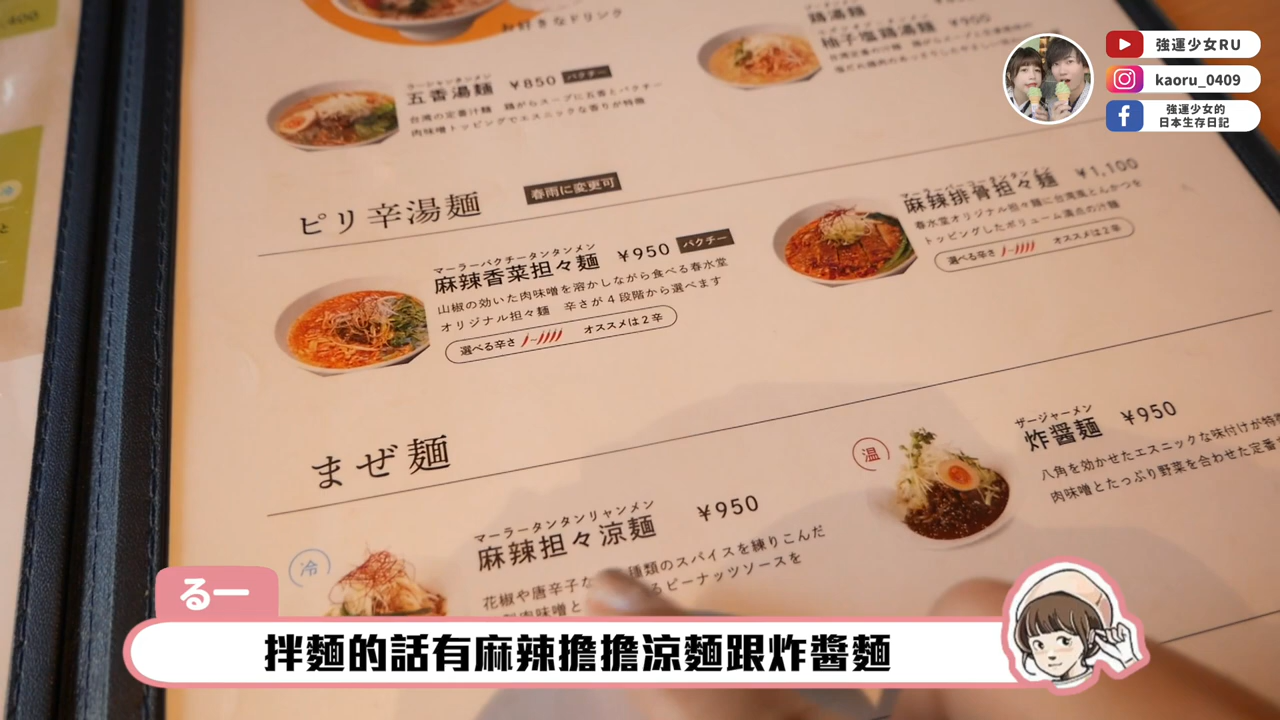 400
お好きなドリンク
鶏湯麺
柚子塩鶏湯麺 ¥900
五香湯麺 ¥850 パクチー
台湾の定番汁麺 鶏がらスープに五香とパクチー
肉味噌トッピングでエスニックな香りが特徴
ピリ辛湯麺 春雨に変更可
マーラーパクチータンタンメン
麻辣香菜担々麺 ¥950 パクチー
山椒の効いた肉味噌を溶かしながら食べる春水堂
オリジナル担々麺 辛さが4段階から選べます
選べる辛さ オススメは2辛
マーラーパーコータンタンメン
麻辣排骨担々麺 ¥1,100
春水堂オリジナル担々麺に台湾風とんかつを
トッピングしたボリューム満点の汁麺
選べる辛さ オススメは2辛
まぜ麺
冷
マーラータンタンリャンメン
麻辣担々涼麺 ¥950
花椒や唐辛子な 種類のスパイスを練りこんだ
肉味噌と るピーナッツソースを
温
ザージャーメン
炸醤麺 ¥950
八角を効かせたエスニックな味付けが特
肉味噌とたっぷり野菜を合わせた定番
強運少女RU
kaoru_0409
強運少女的
日本生存日記
るー
拌麵的話有麻辣擔擔涼麵跟炸醬麵